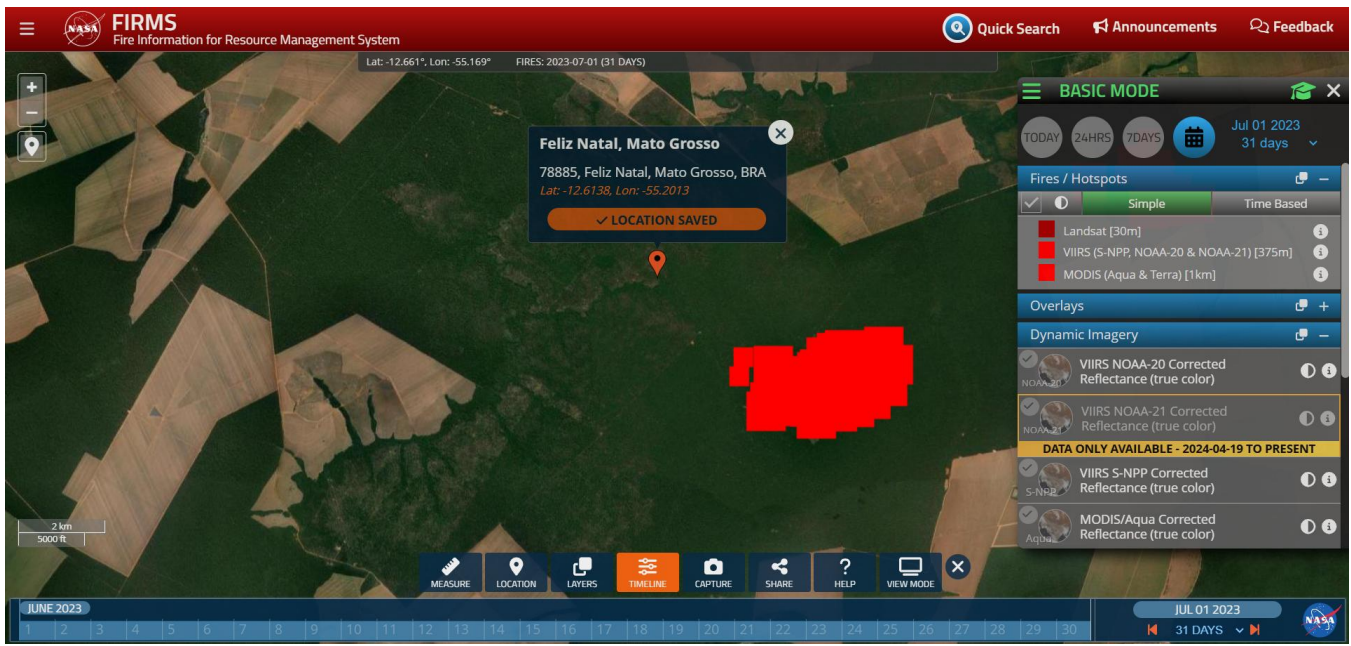 NASA
FIRMS
Fire Information for Resource Management System
Quick Search
Announcements
Feedback
Lat: -12.661°, Lon: -55.169°
FIRES: 2023-07-01 (31 DAYS)
+
−
Feliz Natal, Mato Grosso
78885, Feliz Natal, Mato Grosso, BRA
Lat: -12.6138, Lon: -55.2013
LOCATION SAVED
BASIC MODE
TODAY
24HRS
7DAYS
Jul 01 2023
31 days
Fires / Hotspots
Simple
Time Based
Landsat [30m]
VIIRS (S-NPP, NOAA-20 & NOAA-21) [375m]
MODIS (Aqua & Terra) [1km]
Overlays
Dynamic Imagery
NOAA-20
VIIRS NOAA-20 Corrected
Reflectance (true color)
NOAA-21
VIIRS NOAA-21 Corrected
Reflectance (true color)
DATA ONLY AVAILABLE - 2024-04-19 TO PRESENT
S-NPP
VIIRS S-NPP Corrected
Reflectance (true color)
Aqua
MODIS/Aqua Corrected
Reflectance (true color)
2 km
5000 ft
MEASURE
LOCATION
LAYERS
TIMELINE
CAPTURE
SHARE
?
HELP
VIEW MODE
JUNE 2023
1 2 3 4 5 6 7 8 9 10 11 12 13 14 15 16 17 18 19 20 21 22 23 24 25 26 27 28 29 30
JUL 01 2023
31 DAYS
NASA